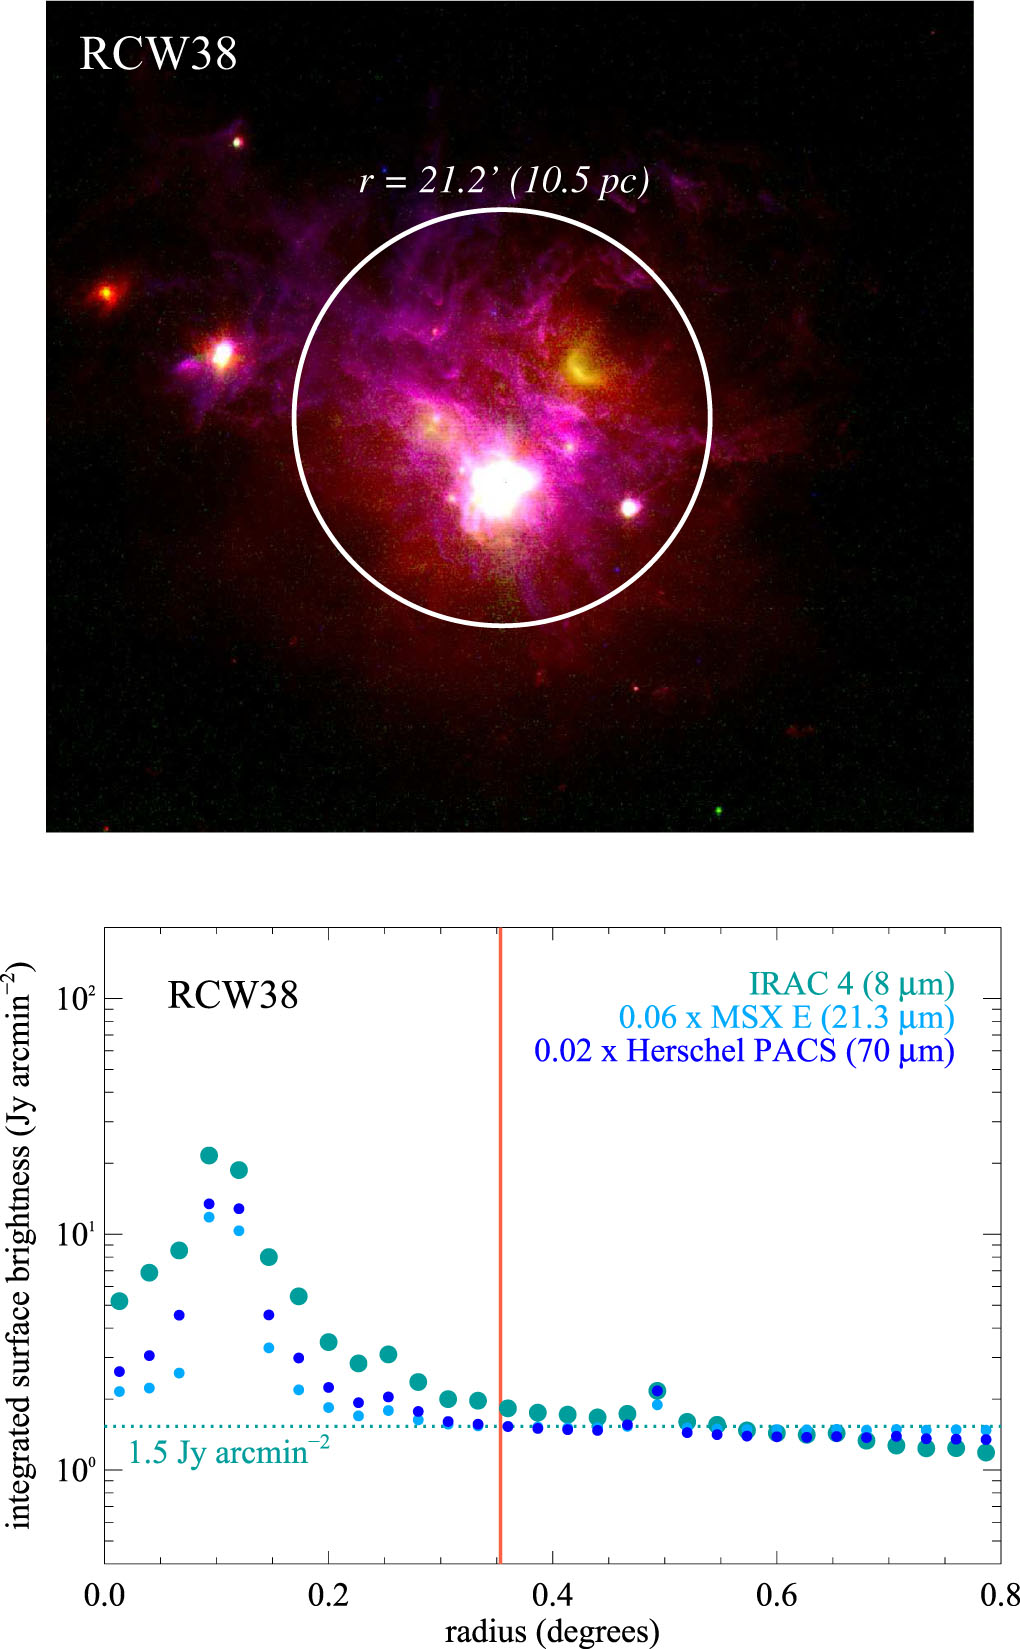 RCW38
r = 21.2’ (10.5 pc)
RCW38
IRAC 4 (8 μm)
0.06 x MSX E (21.3 μm)
0.02 x Herschel PACS (70 μm)
integrated surface brightness (Jy arcmin⁻²)
10²
10¹
10⁰
1.5 Jy arcmin⁻²
0.0 0.2 0.4 0.6 0.8
radius (degrees)